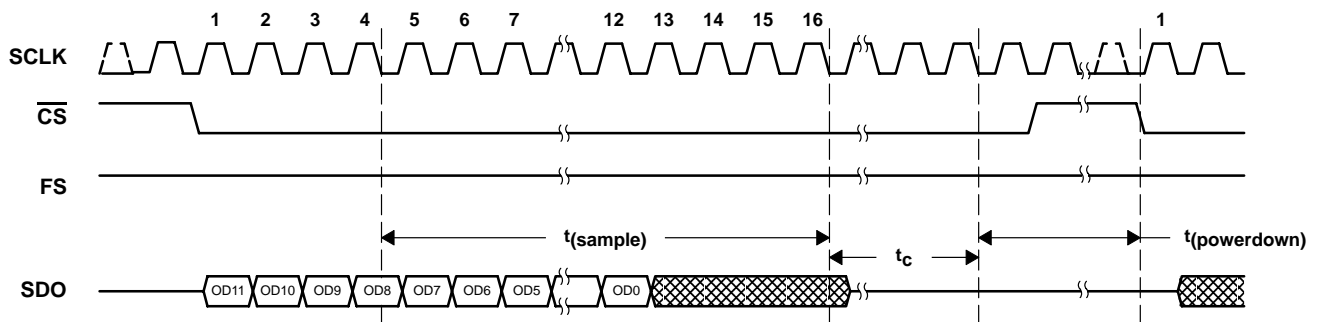 1 2 3 4 5 6 7 12 13 14 15 16 1
SCLK
CS
FS
t(sample) t(powerdown)
tc
SDO OD11 OD10 OD9 OD8 OD7 OD6 OD5 OD0